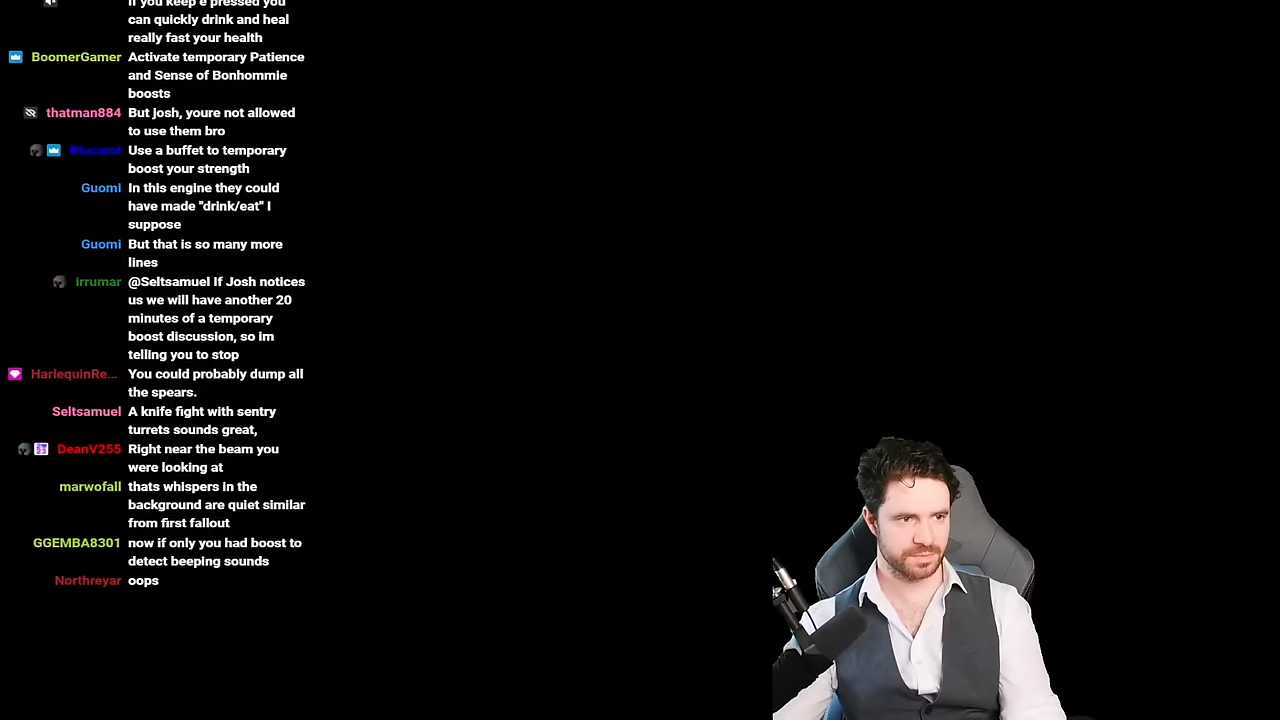 If you keep e pressed you
can quickly drink and heal
really fast your health
BoomerGamer Activate temporary Patience
and Sense of Bonhommie
boosts
thatman884 But josh, youre not allowed
to use them bro
Use a buffet to temporary
boost your strength
Guomi In this engine they could
have made "drink/eat" I
suppose
Guomi But that is so many more
lines
irrumar @Seltsamuel If Josh notices
us we will have another 20
minutes of a temporary
boost discussion, so im
telling you to stop
HarlequinRe... You could probably dump all
the spears.
Seltsamuel A knife fight with sentry
turrets sounds great,
DeanV255 Right near the beam you
were looking at
marwofall thats whispers in the
background are quiet similar
from first fallout
GGEMBA8301 now if only you had boost to
detect beeping sounds
Northreyar oops